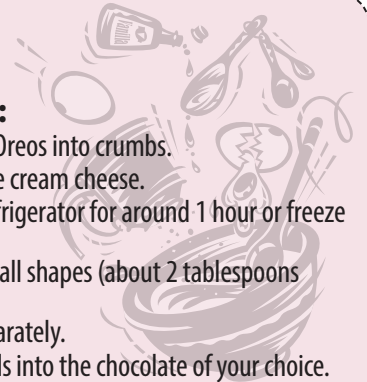 :
Oreos into crumbs.
e cream cheese.
frigerator for around 1 hour or freeze
all shapes (about 2 tablespoons
arately.
ls into the chocolate of your choice.
Vanilla